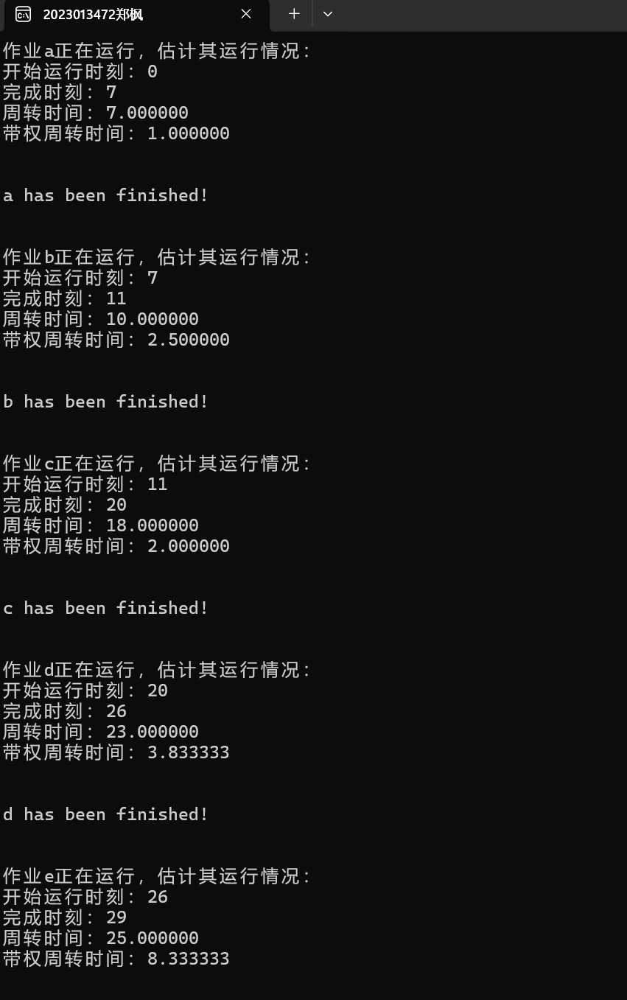 2023013472郑枫
作业a正在运行，估计其运行情况：
开始运行时刻：0
完成时刻：7
周转时间：7.000000
带权周转时间：1.000000
a has been finished!
作业b正在运行，估计其运行情况：
开始运行时刻：7
完成时刻：11
周转时间：10.000000
带权周转时间：2.500000
b has been finished!
作业c正在运行，估计其运行情况：
开始运行时刻：11
完成时刻：20
周转时间：18.000000
带权周转时间：2.000000
c has been finished!
作业d正在运行，估计其运行情况：
开始运行时刻：20
完成时刻：26
周转时间：23.000000
带权周转时间：3.833333
d has been finished!
作业e正在运行，估计其运行情况：
开始运行时刻：26
完成时刻：29
周转时间：25.000000
带权周转时间：8.333333